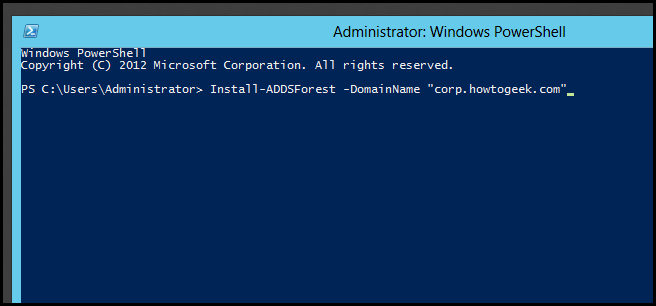 Administrator: Windows PowerShell
Windows PowerShell
Copyright (C) 2012 Microsoft Corporation. All rights reserved.
PS C:\Users\Administrator> Install-ADDSForest -DomainName "corp.howtogeek.com"